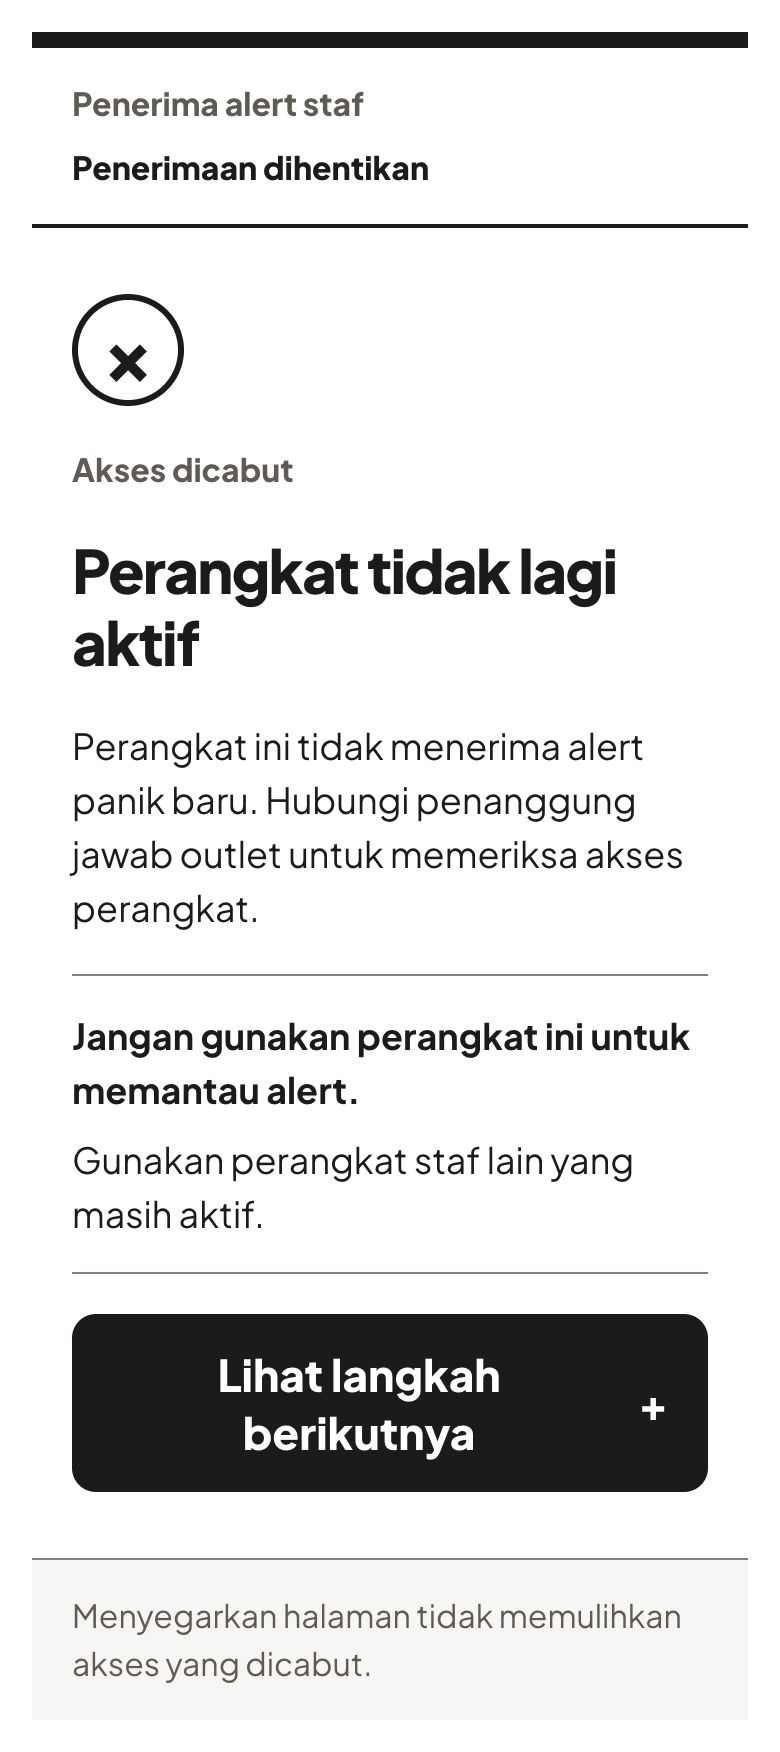 Penerima alert staf
Penerimaan dihentikan
×
Akses dicabut
Perangkat tidak lagi
aktif
Perangkat ini tidak menerima alert
panik baru. Hubungi penanggung
jawab outlet untuk memeriksa akses
perangkat.
Jangan gunakan perangkat ini untuk
memantau alert.
Gunakan perangkat staf lain yang
masih aktif.
Lihat langkah
berikutnya
+
Menyegarkan halaman tidak memulihkan
akses yang dicabut.